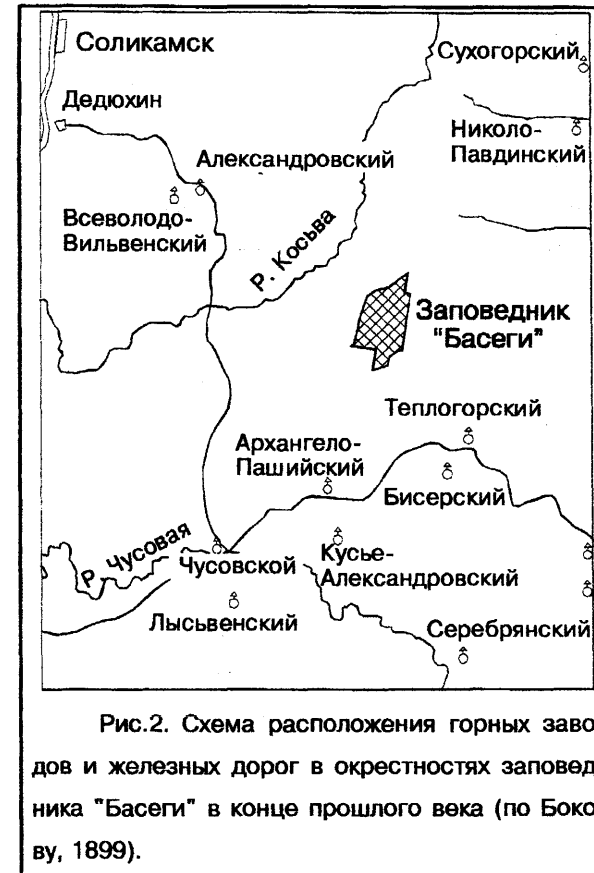 Соликамск
Сухогорский
Дедюхин
Николо-
Павдинский
Александровский
Всеволодо-
Вильвенский
Р. Косьва
Заповедник
"Басеги"
Теплогорский
Архангело-
Пашийский
Бисерский
Р. Чусовая
Чусовской
Кусье-
Александровский
Лысьвенский
Серебрянский
Рис.2. Схема расположения горных заво
дов и железных дорог в окрестностях заповед
ника "Басеги" в конце прошлого века (по Боко
ву, 1899).